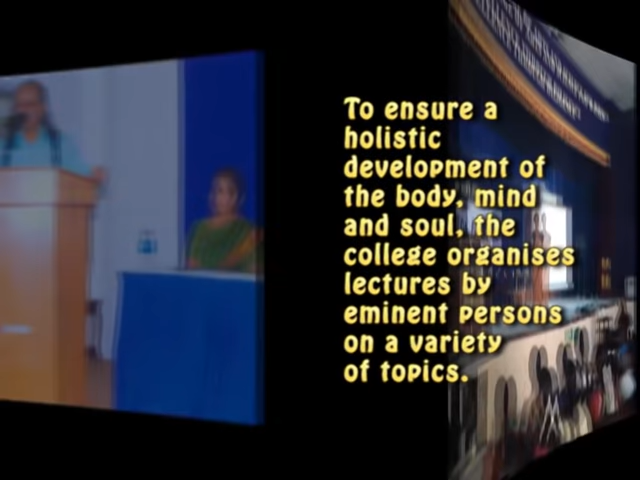 To ensure a
holistic
development of
the body, mind
and soul, the
college organises
lectures by
eminent persons
on a variety
of topics.